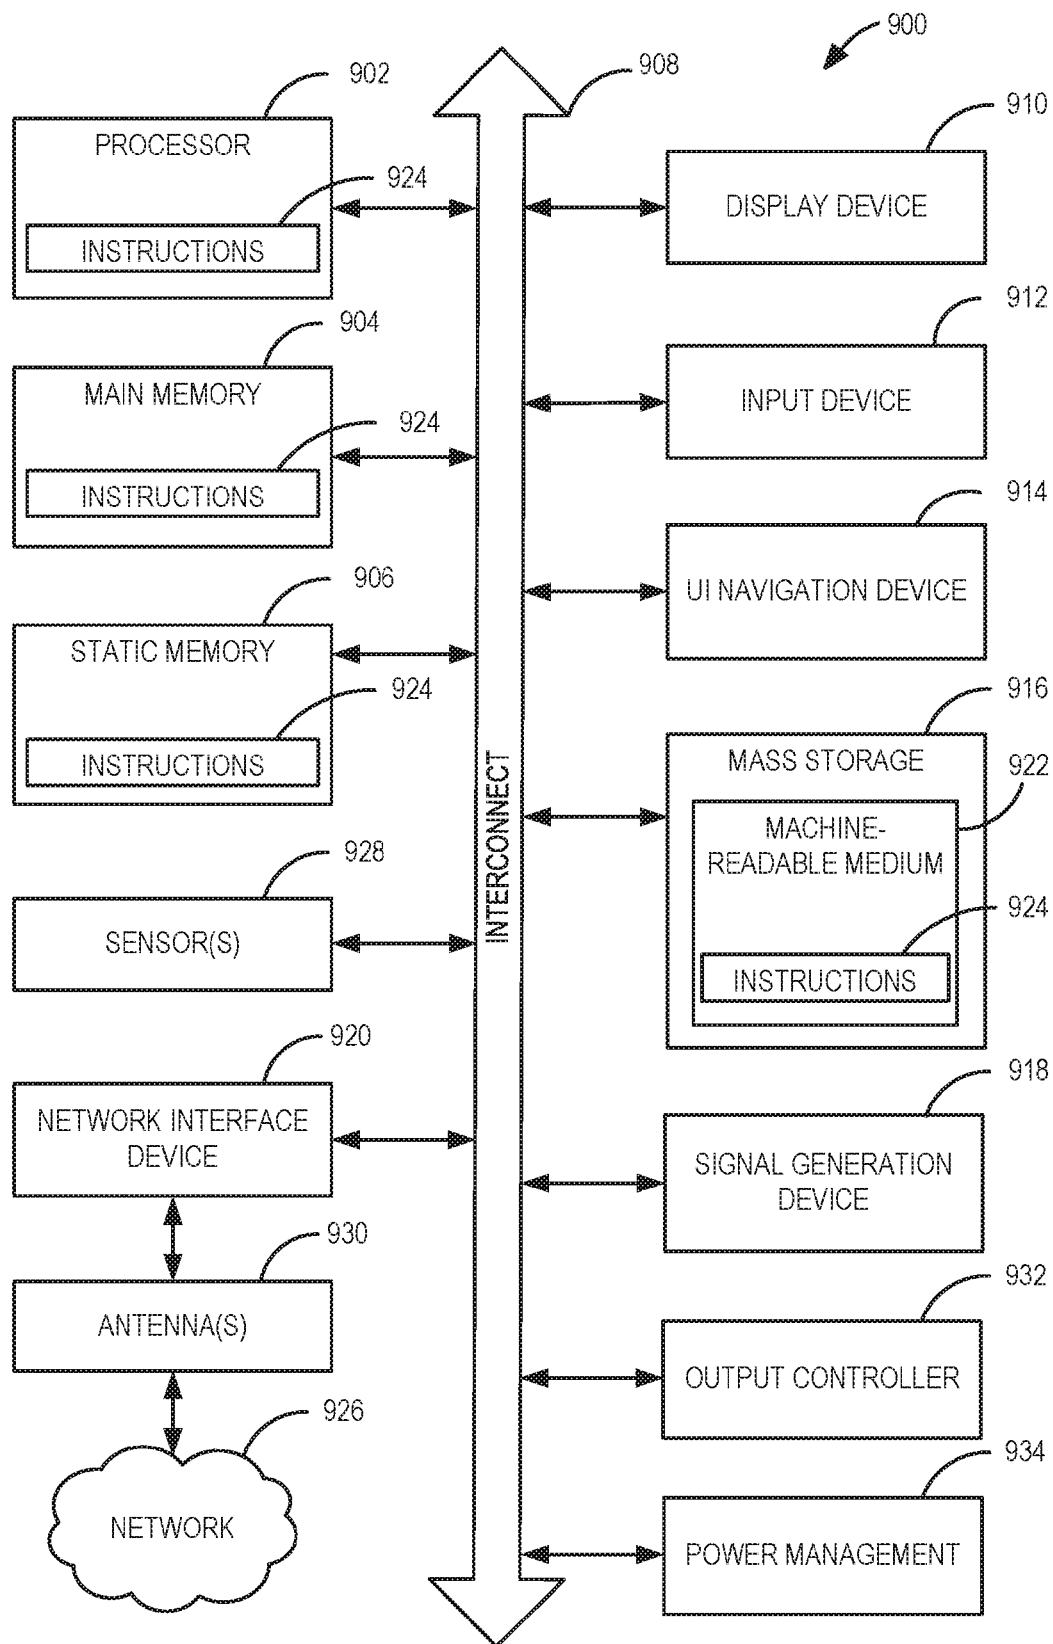 900
902
PROCESSOR
924
INSTRUCTIONS
904
MAIN MEMORY
924
INSTRUCTIONS
906
STATIC MEMORY
924
INSTRUCTIONS
928
SENSOR(S)
920
NETWORK INTERFACE
DEVICE
930
ANTENNA(S)
926
NETWORK
908
INTERCONNECT
910
DISPLAY DEVICE
912
INPUT DEVICE
914
UI NAVIGATION DEVICE
916
MASS STORAGE
922
MACHINE-
READABLE MEDIUM
924
INSTRUCTIONS
918
SIGNAL GENERATION
DEVICE
932
OUTPUT CONTROLLER
934
POWER MANAGEMENT